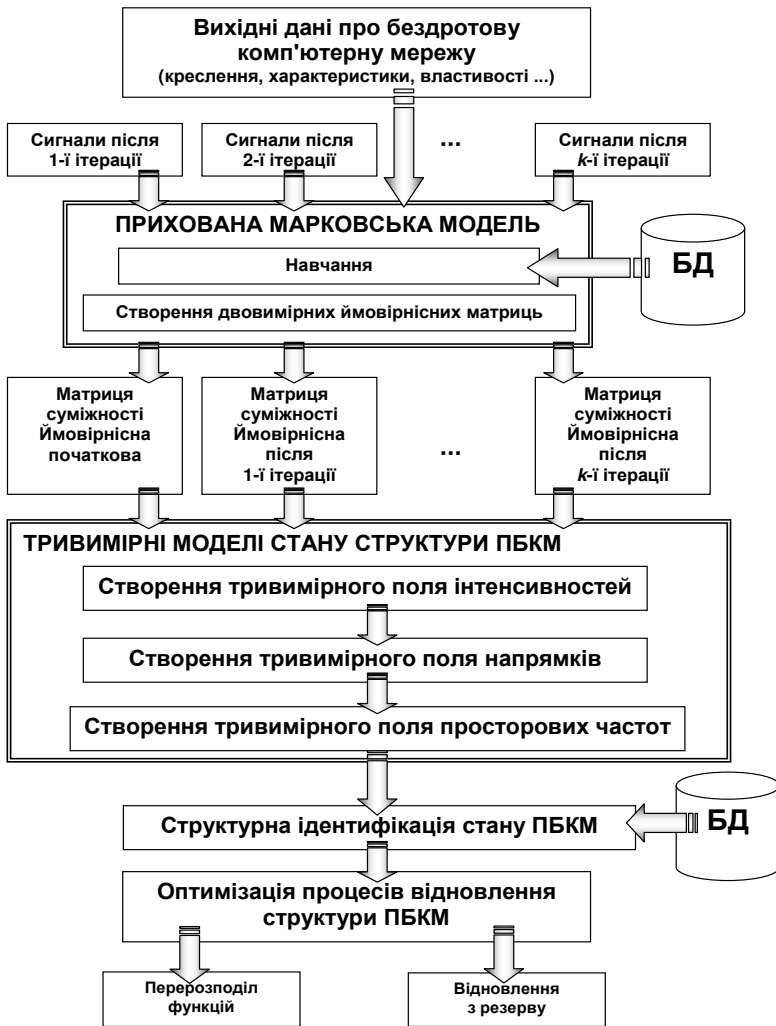 Вихідні дані про бездротову
комп'ютерну мережу
(креслення, характеристики, властивості ...)
Сигнали після
1-ї ітерації
Сигнали після
2-ї ітерації
...
Сигнали після
k-ї ітерації
ПРИХОВАНА МАРКОВСЬКА МОДЕЛЬ
Навчання
БД
Створення двовимірних ймовірнісних матриць
Матриця
суміжності
Ймовірнісна
початкова
Матриця
суміжності
Ймовірнісна
після
1-ї ітерації
...
Матриця
суміжності
Ймовірнісна
після
k-ї ітерації
ТРИВИМІРНІ МОДЕЛІ СТАНУ СТРУКТУРИ ПБКМ
Створення тривимірного поля інтенсивностей
Створення тривимірного поля напрямків
Створення тривимірного поля просторових частот
Структурна ідентифікація стану ПБКМ
БД
Оптимізація процесів відновлення
структури ПБКМ
Перерозподіл
функцій
Відновлення
з резерву